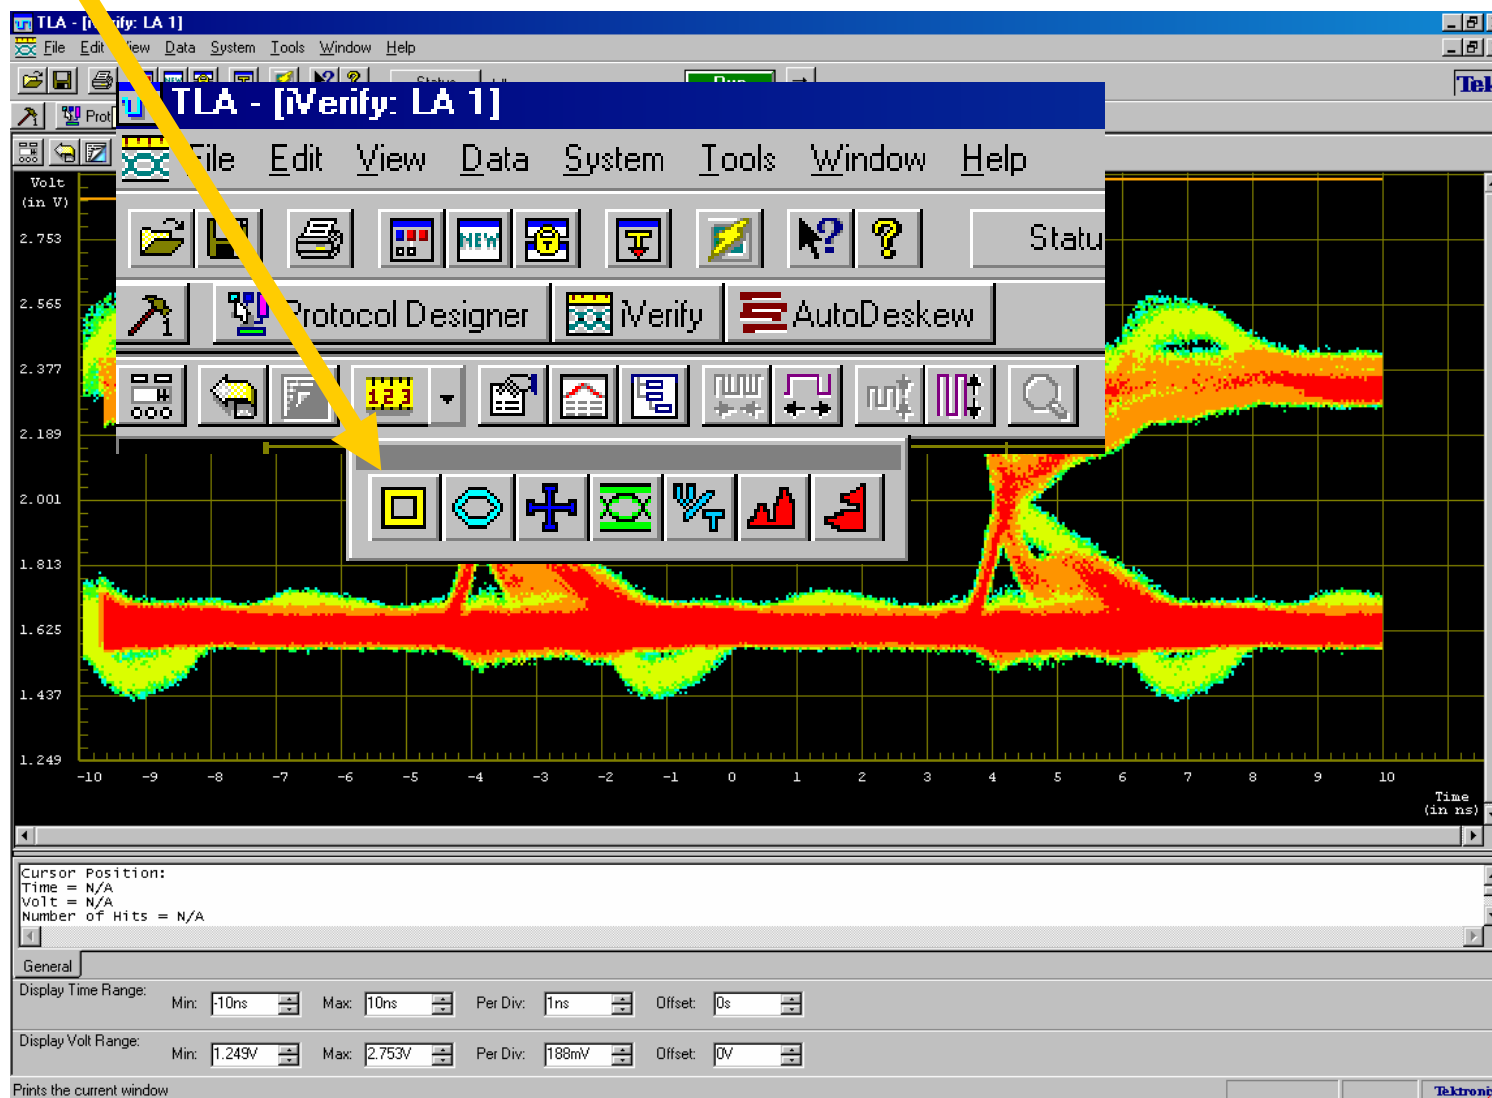 TLA - [iVerify: LA 1]
File Edit View Data System Tools Window Help
Tek
TLA - [iVerify: LA 1]
File Edit View Data System Tools Window Help
NEW
Statu
Protocol Designer iVerify AutoDeskew
123
Volt
(in V)
2.753
2.565
2.377
2.189
2.001
1.813
1.625
1.437
1.249
-10 -9 -8 -7 -6 -5 -4 -3 -2 -1 0 1 2 3 4 5 6 7 8 9 10
Time
(in ns)
Cursor Position:
Time = N/A
Volt = N/A
Number of Hits = N/A
General
Display Time Range:
Min: -10ns Max: 10ns Per Div: 1ns Offset: 0s
Display Volt Range:
Min: 1.249V Max: 2.753V Per Div: 188mV Offset: 0V
Prints the current window
Tektronix